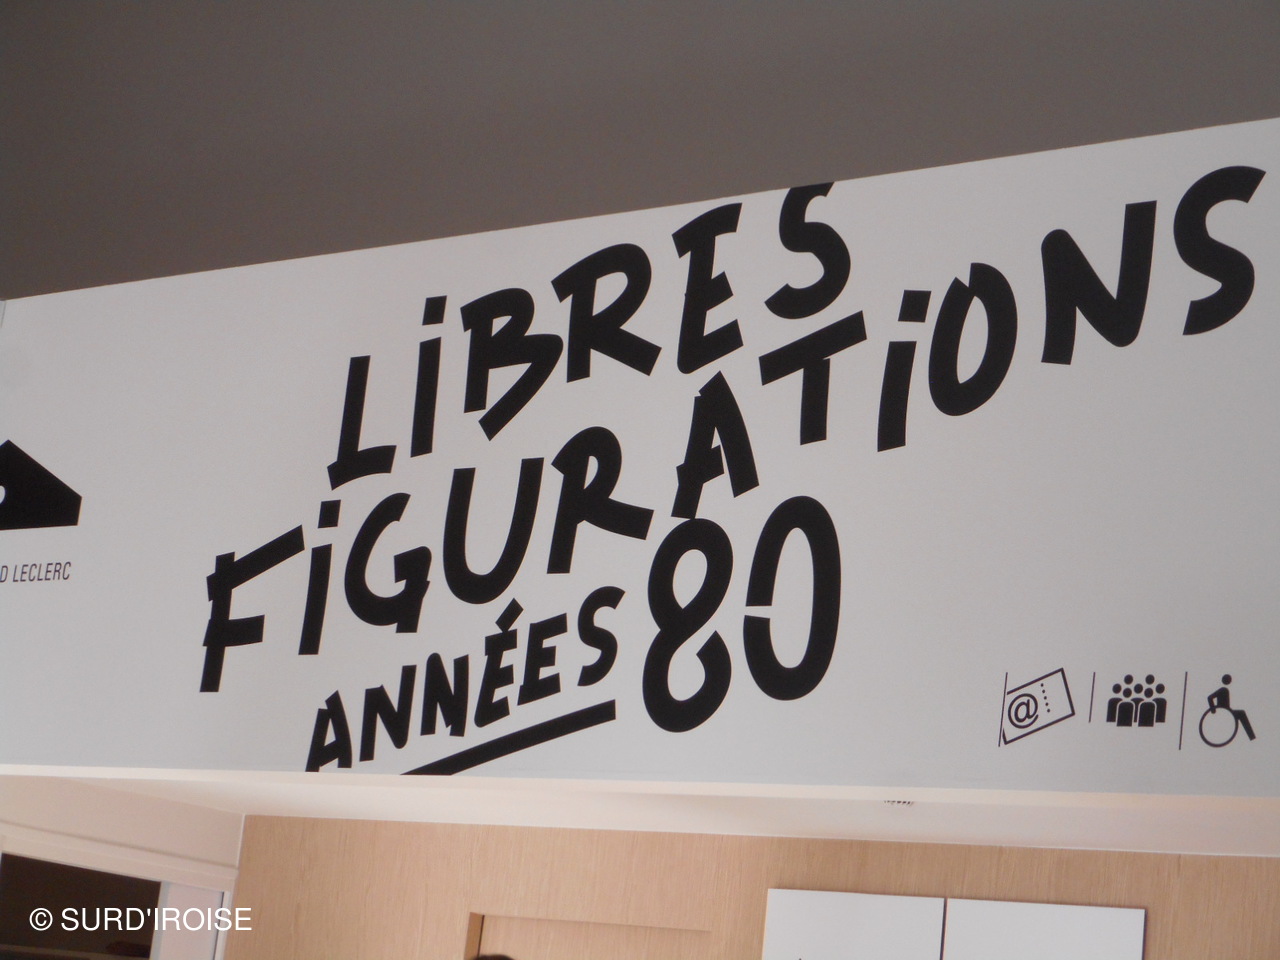 LiBRES
FiGURATiONS
ANNÉES 80
LECLERC
@
© SURD'IROISE